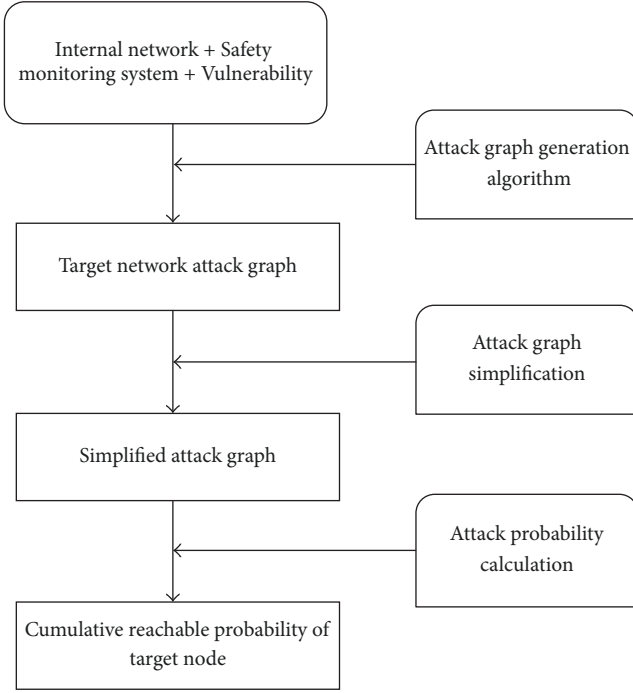 Internal network + Safety
monitoring system + Vulnerability
Attack graph generation
algorithm
Target network attack graph
Attack graph
simplification
Simplified attack graph
Attack probability
calculation
Cumulative reachable probability of
target node